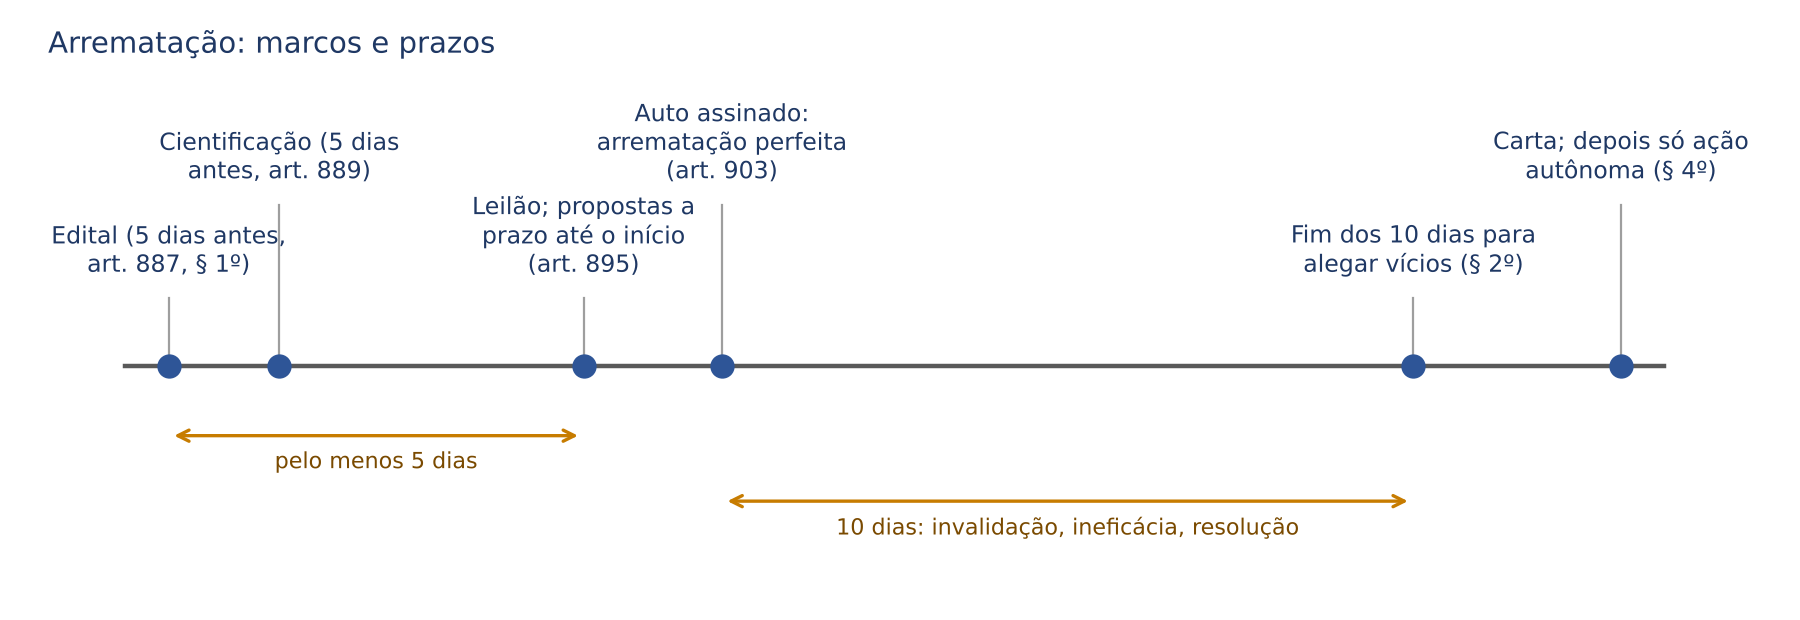 Arrematação: marcos e prazos
Edital (5 dias antes,
art. 887, § 1º)
Cientificação (5 dias
antes, art. 889)
Leilão; propostas a
prazo até o início
(art. 895)
Auto assinado:
arrematação perfeita
(art. 903)
Fim dos 10 dias para
alegar vícios (§ 2º)
Carta; depois só ação
autônoma (§ 4º)
pelo menos 5 dias
10 dias: invalidação, ineficácia, resolução